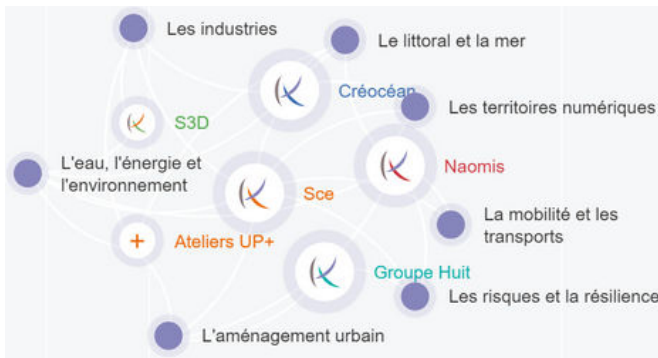 Les industries
Le littoral et la mer
Créocéan
Les territoires numériques
S3D
L'eau, l'énergie et
l'environnement
Naomis
Sce
La mobilité et les
transports
Ateliers UP+
+
Groupe Huit
Les risques et la résilience
L'aménagement urbain